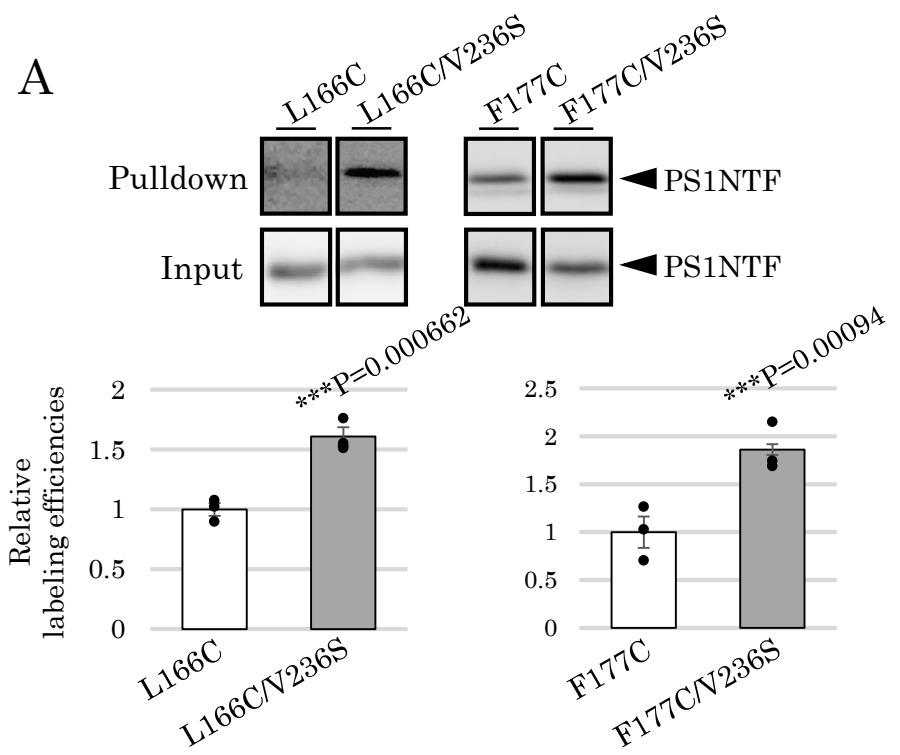 A
L166C
L166C/V236S
F177C
F177C/V236S
Pulldown
PS1NTF
Input
PS1NTF
***P=0.000662
***P=0.00094
Relative
labeling efficiencies
2
1.5
1
0.5
0
L166C
L166C/V236S
2.5
2
1.5
1
0.5
0
F177C
F177C/V236S